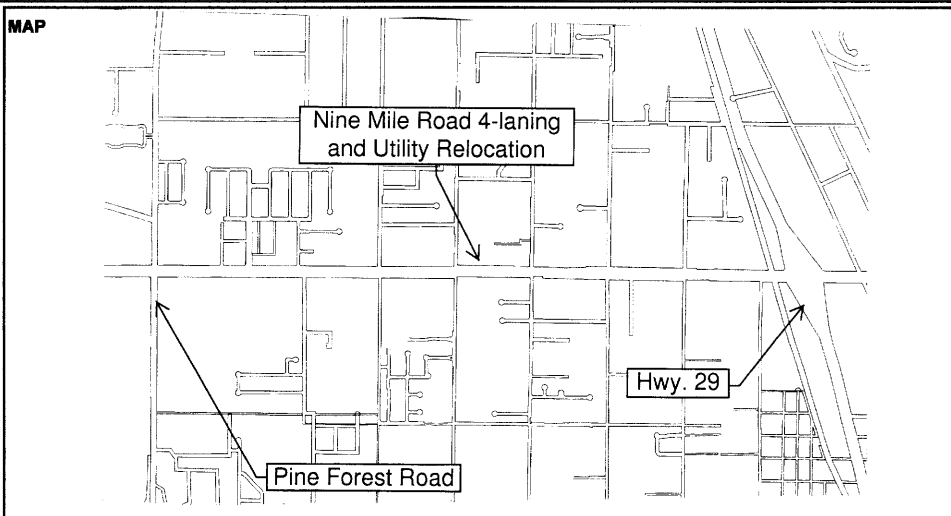 MAP
Nine Mile Road 4-laning
and Utility Relocation
Hwy. 29
Pine Forest Road